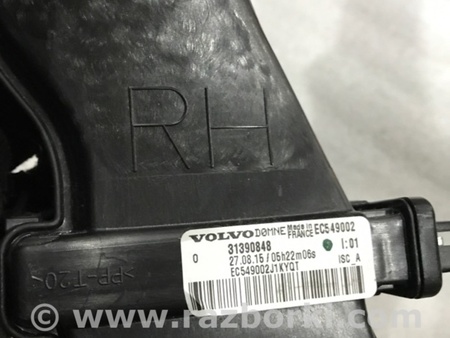 RH
VOLVO DØMNE Made in FRANCE EC549002
0 31390848 I:01
27.08.15 / 05h22m06s ISC_A
EC549002J1KYQT
>PP-T20<
www.razborki.com